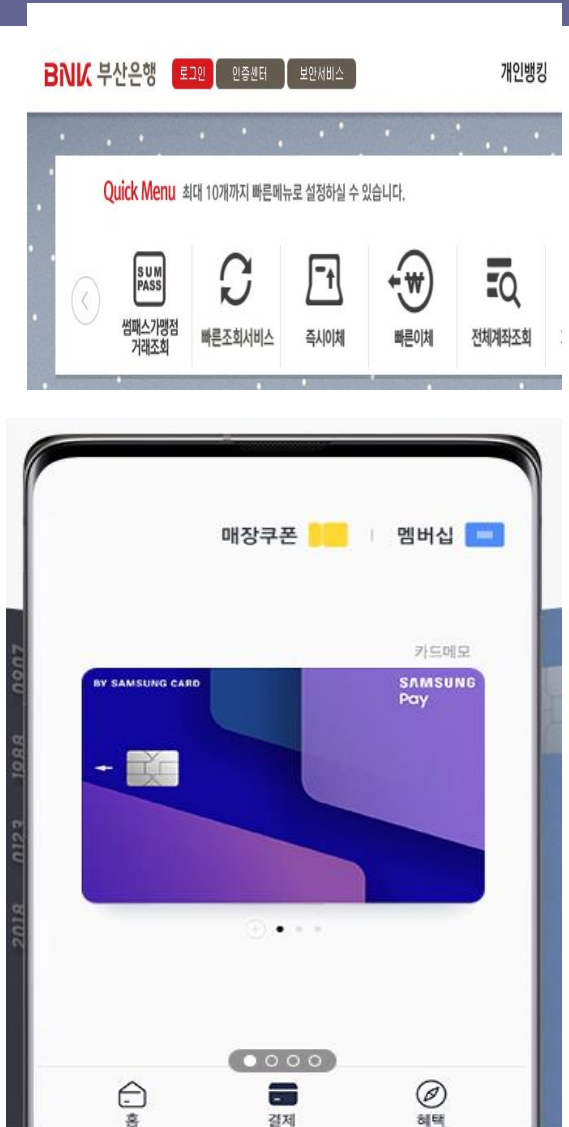 BNK 부산은행 로그인 인증센터 보안서비스 개인뱅킹
Quick Menu 최대 10개까지 빠른메뉴로 설정하실 수 있습니다.
SUM
PASS
썸패스가맹점
거래조회
빠른조회서비스
즉시이체
빠른이체
전체계좌조회
매장쿠폰 멤버십
카드메모
BY SAMSUNG CARD
SAMSUNG
Pay
2018 0123 1988 0907
홈
결제
혜택